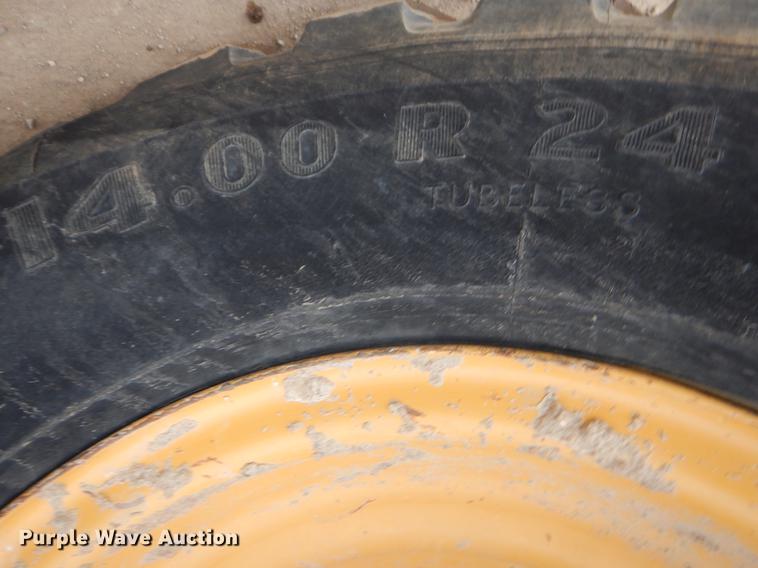 14.00 R 24
TUBELESS
Purple Wave Auction